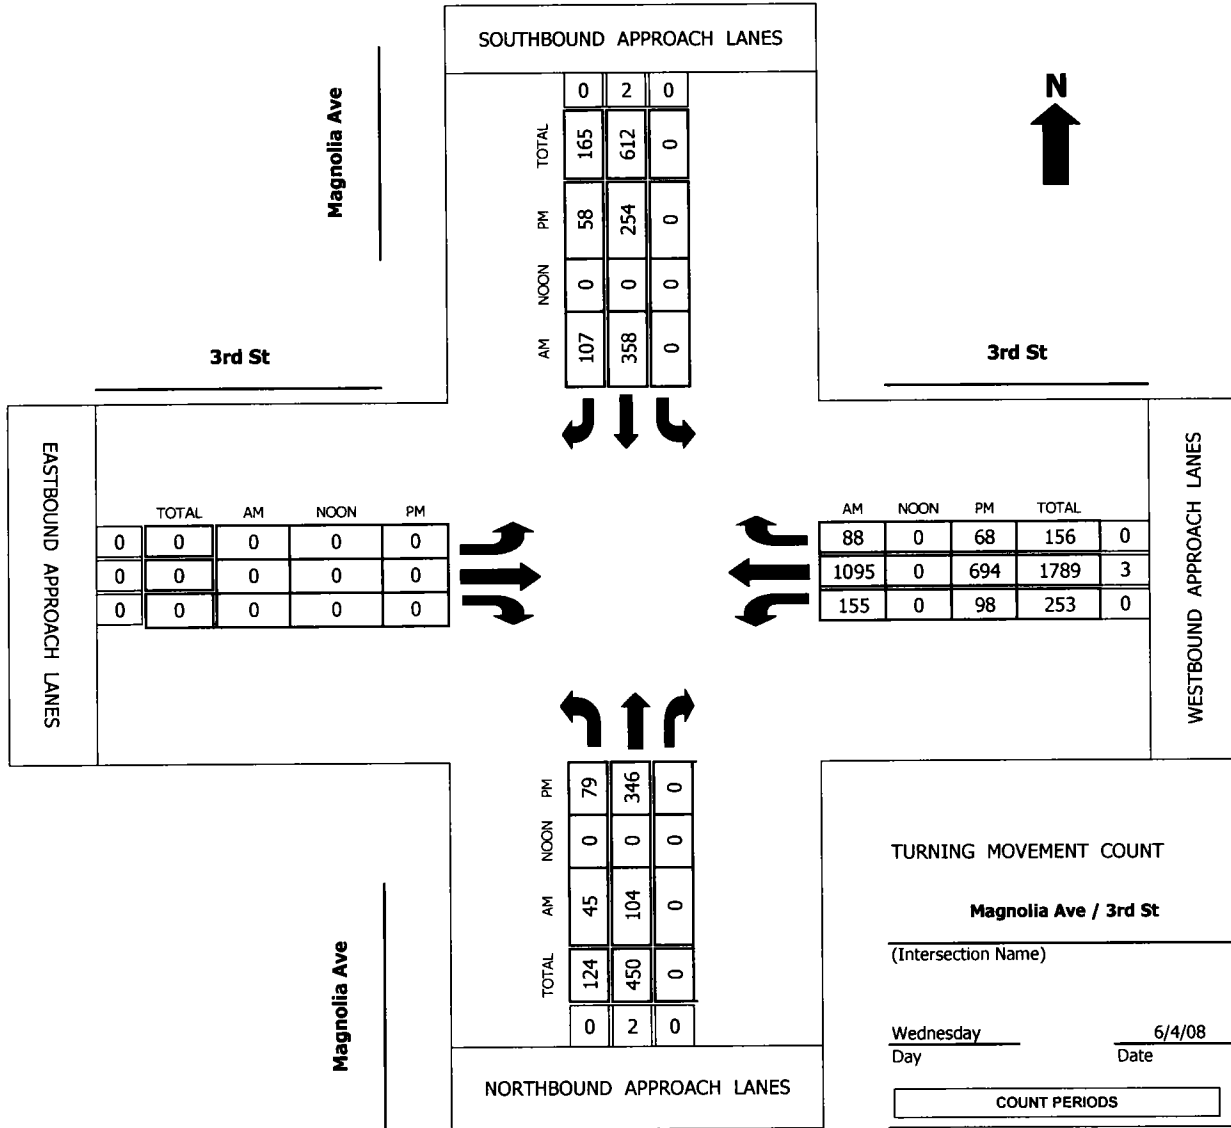 SOUTHBOUND APPROACH LANES
0 2 0
TOTAL 165 612 0
PM 58 254 0
NOON 0 0 0
AM 107 358 0
Magnolia Ave
N
3rd St
3rd St
EASTBOUND APPROACH LANES
TOTAL AM NOON PM
0 0 0 0 0
0 0 0 0 0
0 0 0 0 0
AM NOON PM TOTAL
88 0 68 156 0
1095 0 694 1789 3
155 0 98 253 0
WESTBOUND APPROACH LANES
PM 79 346 0
NOON 0 0 0
AM 45 104 0
TOTAL 124 450 0
0 2 0
NORTHBOUND APPROACH LANES
Magnolia Ave
TURNING MOVEMENT COUNT
Magnolia Ave / 3rd St
(Intersection Name)
Wednesday 6/4/08
Day Date
COUNT PERIODS